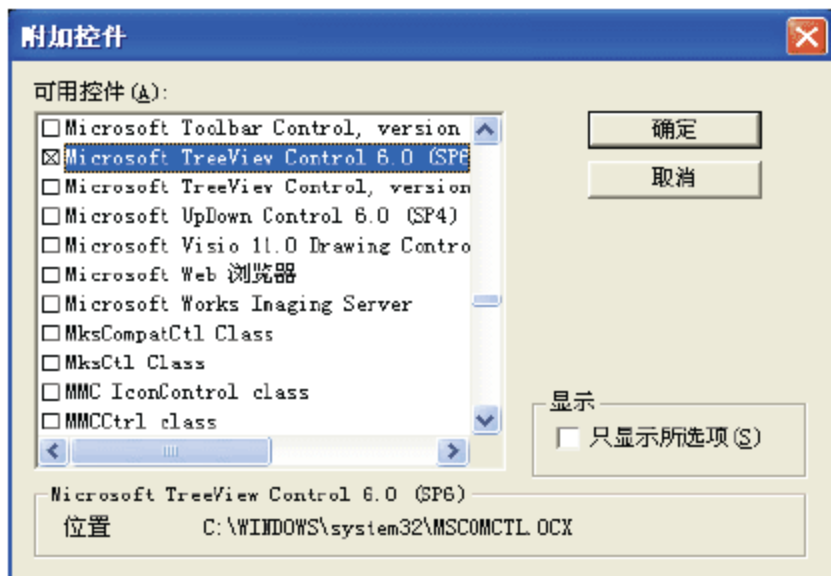 附加控件
可用控件(A):
Microsoft Toolbar Control, version
Microsoft TreeView Control 6.0 (SP6
Microsoft TreeView Control, version
Microsoft UpDown Control 6.0 (SP4)
Microsoft Visio 11.0 Drawing Contro
Microsoft Web 浏览器
Microsoft Works Imaging Server
MksCompatCtl Class
MksCtl Class
MMC IconControl class
MMCCtrl class
确定
取消
显示
只显示所选项(S)
Microsoft TreeView Control 6.0 (SP6)
位置 C:\WINDOWS\system32\MSCOMCTL.OCX